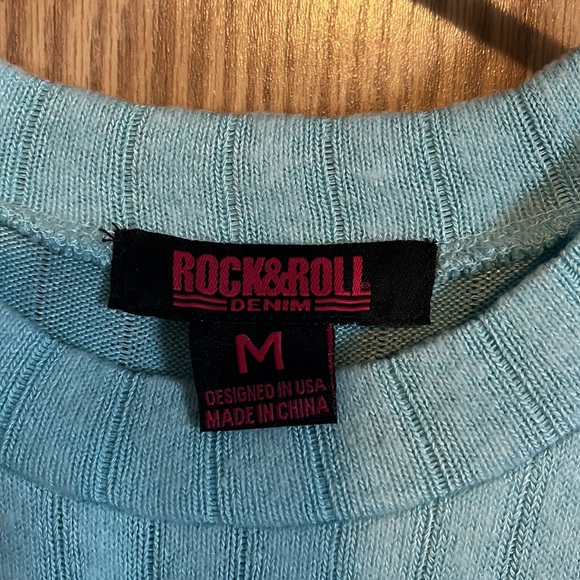 ROCK&ROLL
DENIM
M
DESIGNED IN USA
MADE IN CHINA